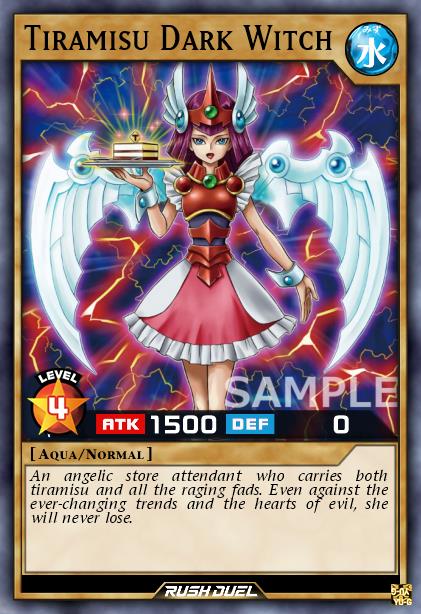 TIRAMISU DARK WITCH
みず
水
T
SAMPLE
LEVEL
4
ATK 1500 DEF 0
[AQUA/NORMAL]
An angelic store attendant who carries both
tiramisu and all the raging fads. Even against the
ever-changing trends and the hearts of evil, she
will never lose.
RUSH DUEL